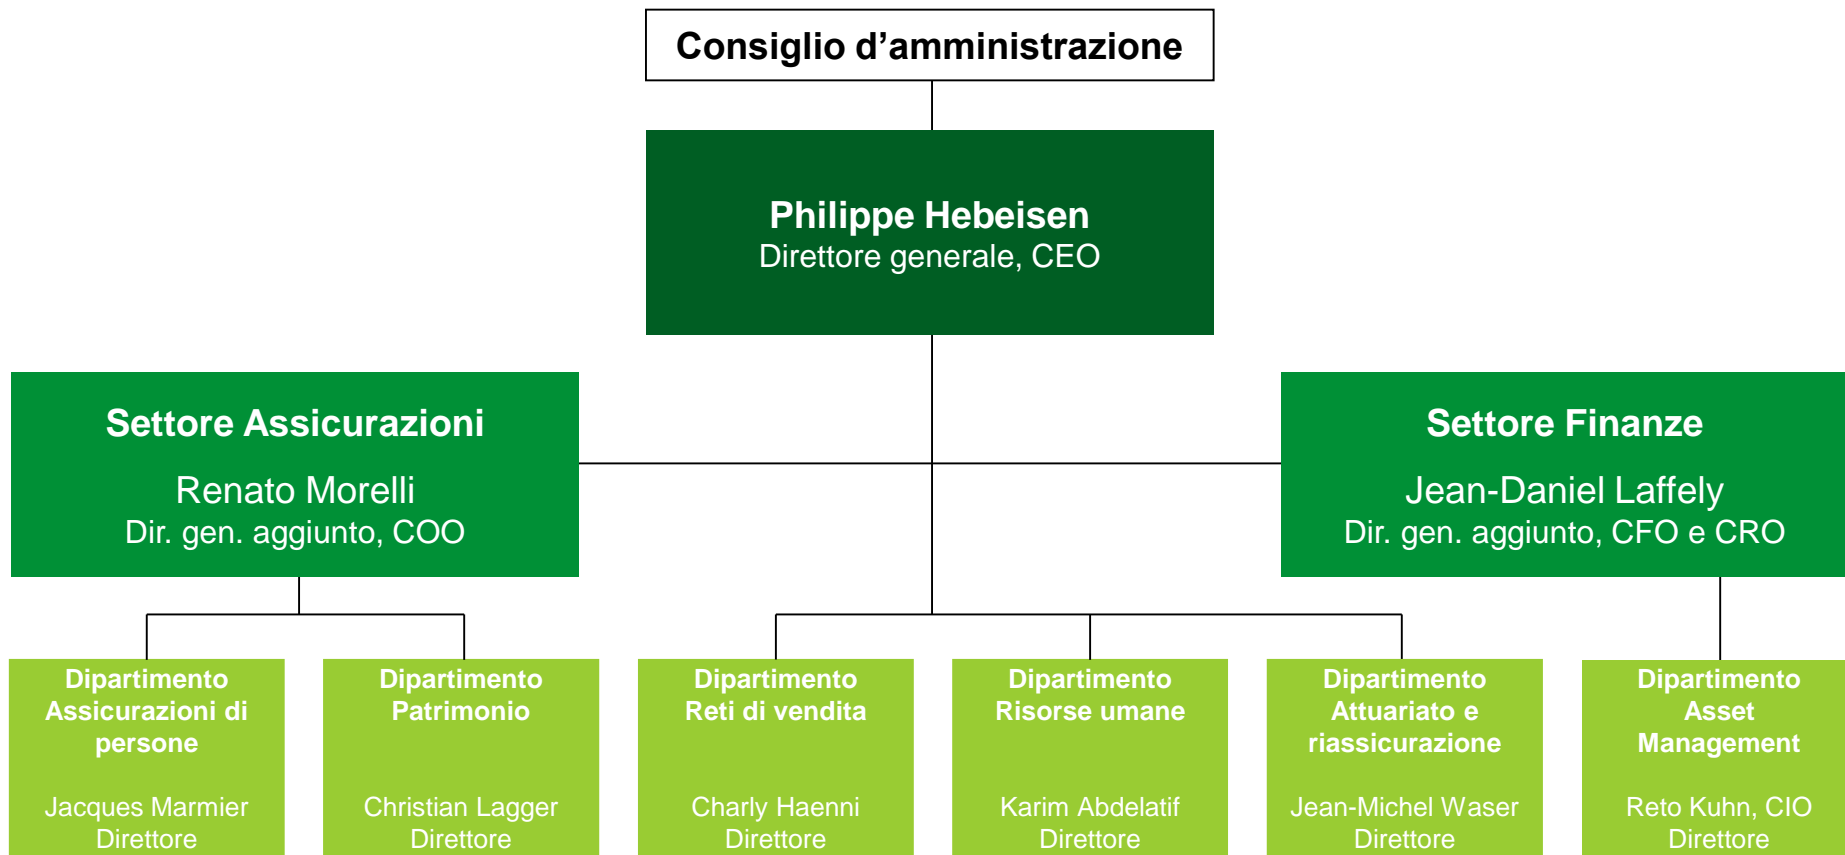 Consiglio d’amministrazione
Philippe Hebeisen
Direttore generale, CEO
Settore Assicurazioni
Renato Morelli
Dir. gen. aggiunto, COO
Settore Finanze
Jean-Daniel Laffely
Dir. gen. aggiunto, CFO e CRO
Dipartimento
Assicurazioni di
persone
Jacques Marmier
Direttore
Dipartimento
Patrimonio
Christian Lagger
Direttore
Dipartimento
Reti di vendita
Charly Haenni
Direttore
Dipartimento
Risorse umane
Karim Abdelatif
Direttore
Dipartimento
Attuariato e
riassicurazione
Jean-Michel Waser
Direttore
Dipartimento
Asset
Management
Reto Kuhn, CIO
Direttore